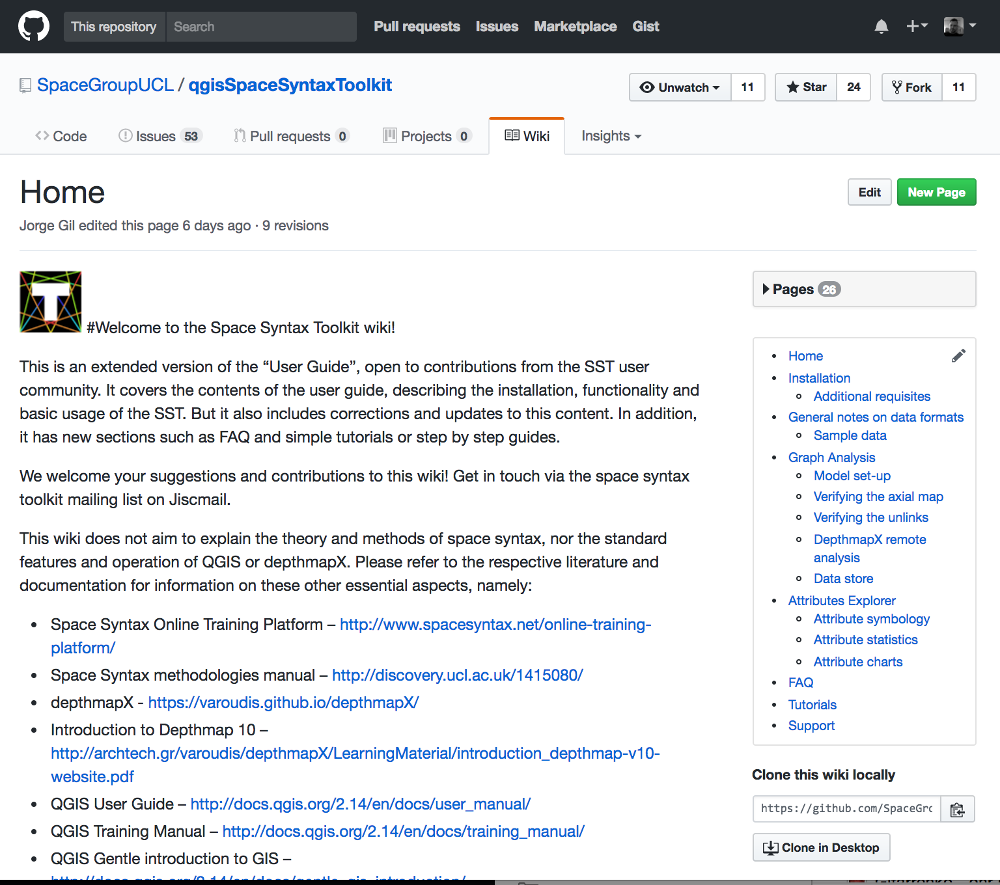 This repository Search Pull requests Issues Marketplace Gist
SpaceGroupUCL / qgisSpaceSyntaxToolkit
Unwatch 11 Star 24 Fork 11
Code Issues 53 Pull requests 0 Projects 0 Wiki Insights
Home
Edit New Page
Jorge Gil edited this page 6 days ago · 9 revisions
T #Welcome to the Space Syntax Toolkit wiki!
This is an extended version of the “User Guide”, open to contributions from the SST user
community. It covers the contents of the user guide, describing the installation, functionality and
basic usage of the SST. But it also includes corrections and updates to this content. In addition,
it has new sections such as FAQ and simple tutorials or step by step guides.
We welcome your suggestions and contributions to this wiki! Get in touch via the space syntax
toolkit mailing list on Jiscmail.
This wiki does not aim to explain the theory and methods of space syntax, nor the standard
features and operation of QGIS or depthmapX. Please refer to the respective literature and
documentation for information on these other essential aspects, namely:
• Space Syntax Online Training Platform – http://www.spacesyntax.net/online-training-
platform/
• Space Syntax methodologies manual – http://discovery.ucl.ac.uk/1415080/
• depthmapX - https://varoudis.github.io/depthmapX/
• Introduction to Depthmap 10 –
http://archtech.gr/varoudis/depthmapX/LearningMaterial/introduction_depthmap-v10-
website.pdf
• QGIS User Guide – http://docs.qgis.org/2.14/en/docs/user_manual/
• QGIS Training Manual – http://docs.qgis.org/2.14/en/docs/training_manual/
• QGIS Gentle introduction to GIS –
http://docs.qgis.org/2.14/en/docs/gentle_gis_introduction/
Pages 26
• Home
• Installation
Additional requisites
• General notes on data formats
Sample data
• Graph Analysis
Model set-up
Verifying the axial map
Verifying the unlinks
DepthmapX remote
analysis
Data store
• Attributes Explorer
Attribute symbology
Attribute statistics
Attribute charts
• FAQ
• Tutorials
• Support
Clone this wiki locally
https://github.com/SpaceGrc
Clone in Desktop